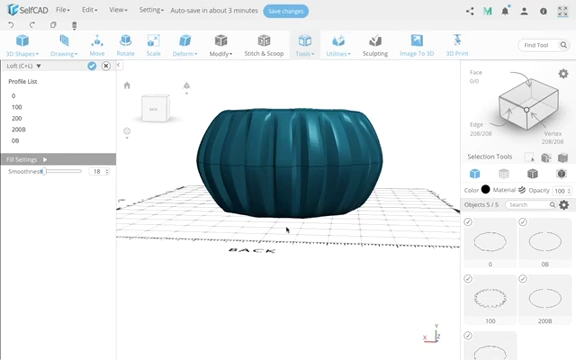 SelfCAD
File
Edit
View
Setting
Auto-save in about 3 minutes
Save changes
3D Shapes
Drawing
Move
Rotate
Scale
Deform
Modify
Stitch & Scoop
Tools
Utilities
Sculpting
Image To 3D
3D Print
Find Tool
Loft (C+L)
Profile List
0
100
200
200B
0B
Fill Settings
Smoothness
18
BACK
BACK
Y
X
Z
Face
0/0
Edge
208/208
Vertex
208/208
Selection Tools
Color
Material
Opacity
100
Objects 5 / 5
Search
0
0B
100
200B